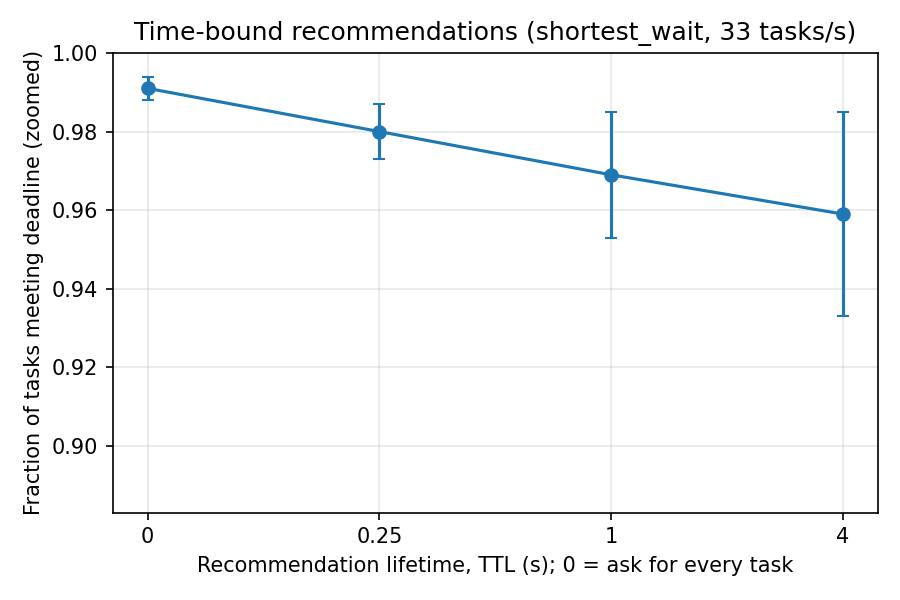 Time-bound recommendations (shortest_wait, 33 tasks/s)
Fraction of tasks meeting deadline (zoomed)
1.00
0.98
0.96
0.94
0.92
0.90
0 0.25 1 4
Recommendation lifetime, TTL (s); 0 = ask for every task